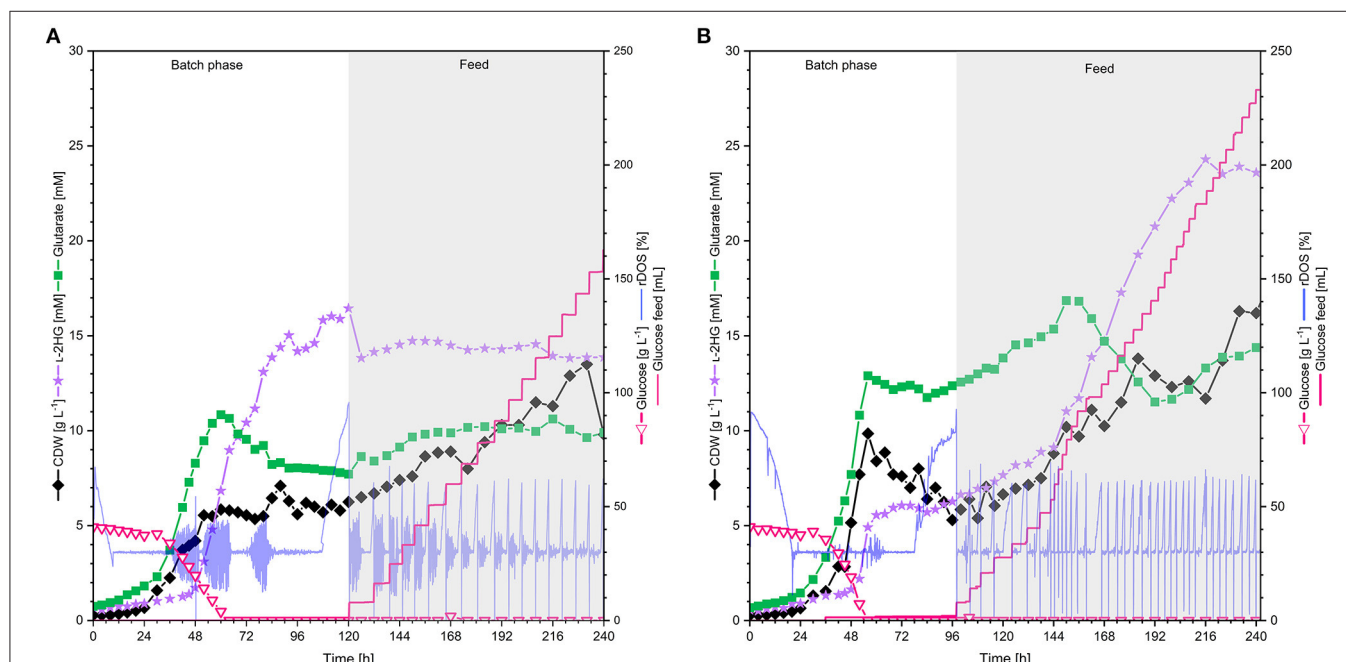 A
B
Batch phase
Feed
Batch phase
Feed
30
25
20
15
10
5
0
250
200
150
100
50
0
30
25
20
15
10
5
0
250
200
150
100
50
0
CDW [g L⁻¹] L-2HG [mM] Glutarate [mM]
Glucose [g L⁻¹] rDOS [%]
Glucose feed [mL]
CDW [g L⁻¹] L-2HG [mM] Glutarate [mM]
Glucose [g L⁻¹] rDOS [%]
Glucose feed [mL]
0 24 48 72 96 120 144 168 192 216 240
0 24 48 72 96 120 144 168 192 216 240
Time [h]
Time [h]